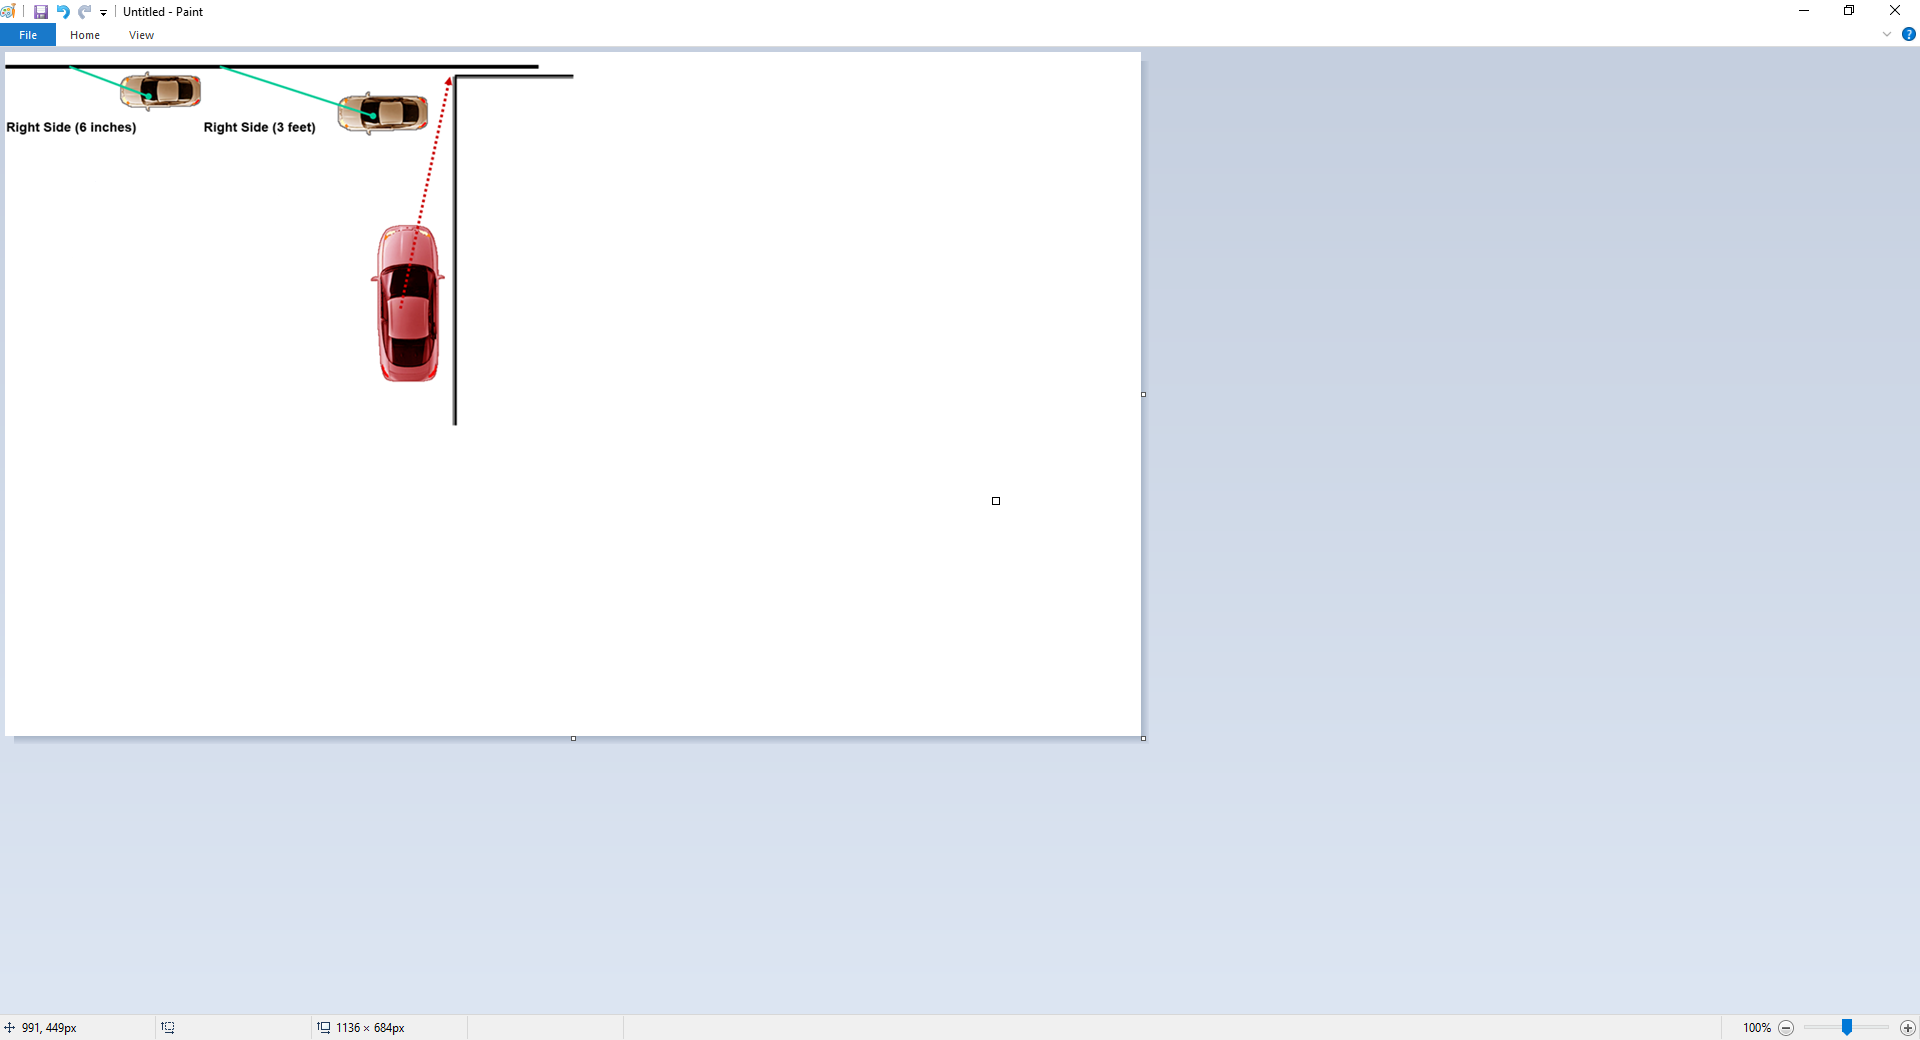 Untitled - Paint
File Home View
Right Side (6 inches) Right Side (3 feet)
991, 449px 1136 × 684px 100%